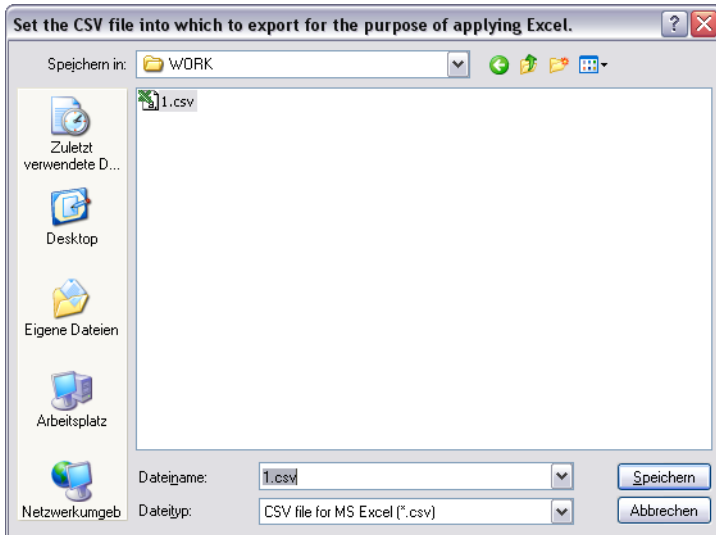 Set the CSV file into which to export for the purpose of applying Excel.
Speichern in:
WORK
1.csv
Zuletzt
verwendete D...
Desktop
Eigene Dateien
Arbeitsplatz
Netzwerkumgeb
Dateiname:
1.csv
Speichern
Dateityp:
CSV file for MS Excel (*.csv)
Abbrechen